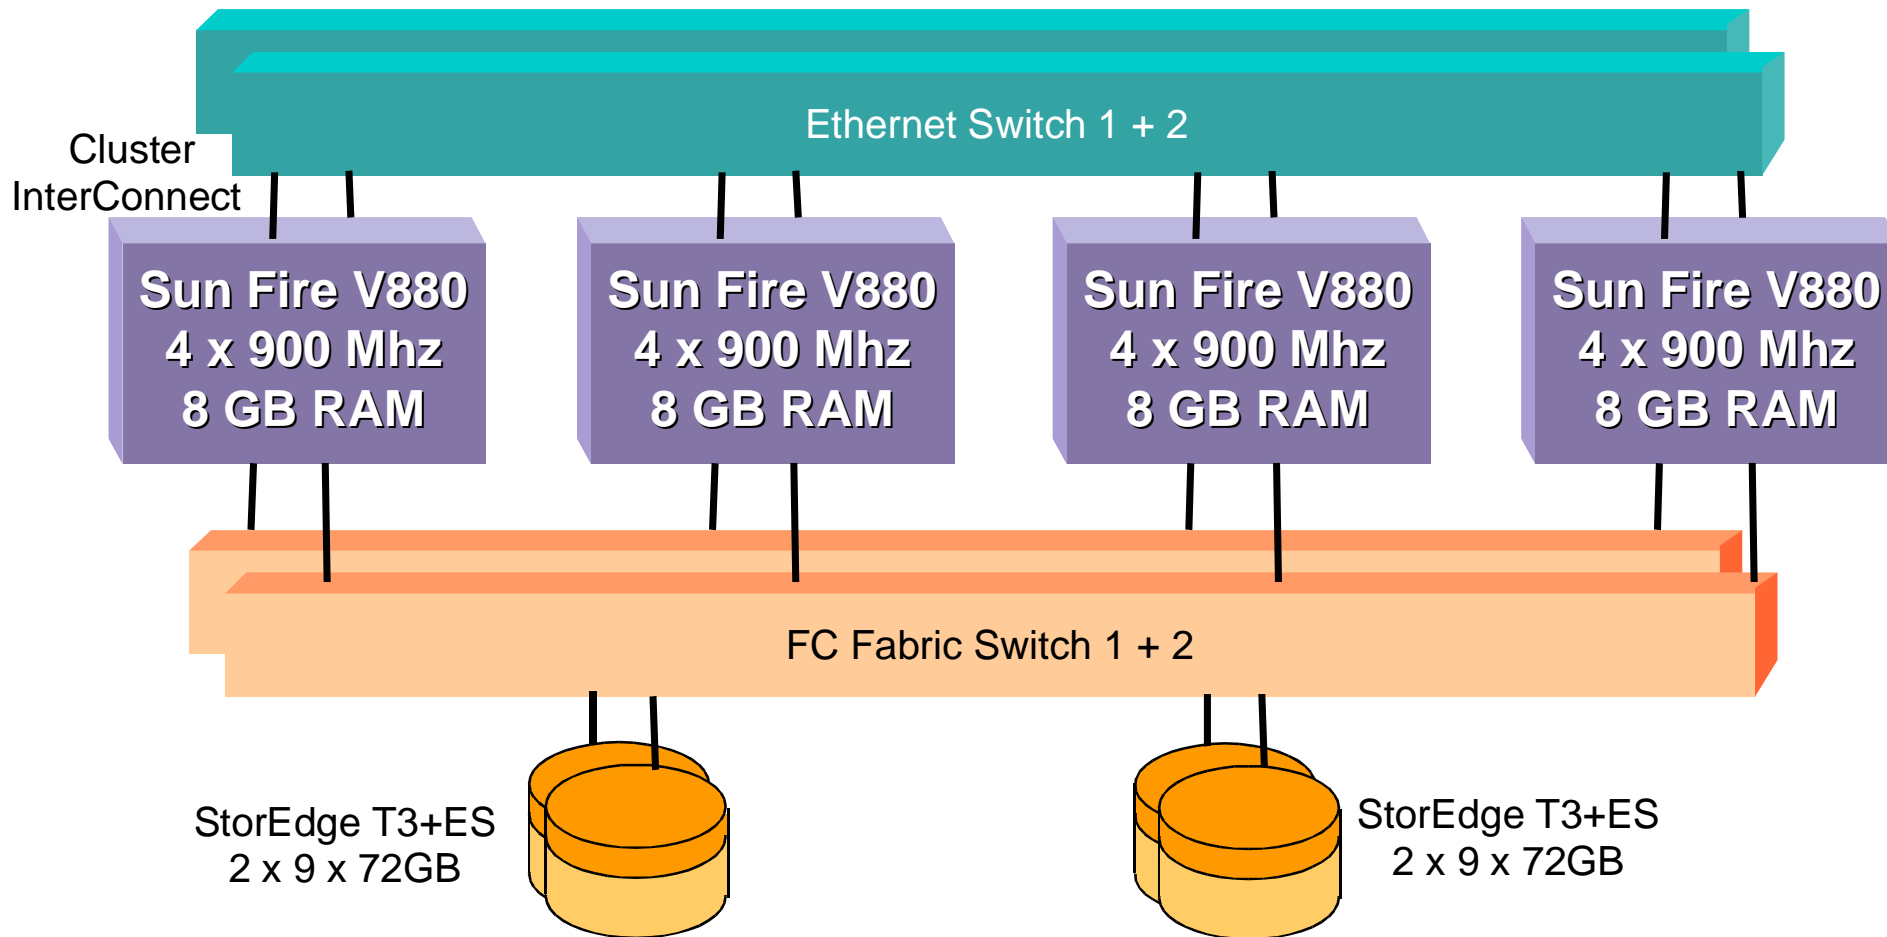 Ethernet Switch 1 + 2
Cluster
InterConnect
Sun Fire V880
4 x 900 Mhz
8 GB RAM
Sun Fire V880
4 x 900 Mhz
8 GB RAM
Sun Fire V880
4 x 900 Mhz
8 GB RAM
Sun Fire V880
4 x 900 Mhz
8 GB RAM
FC Fabric Switch 1 + 2
StorEdge T3+ES
2 x 9 x 72GB
StorEdge T3+ES
2 x 9 x 72GB